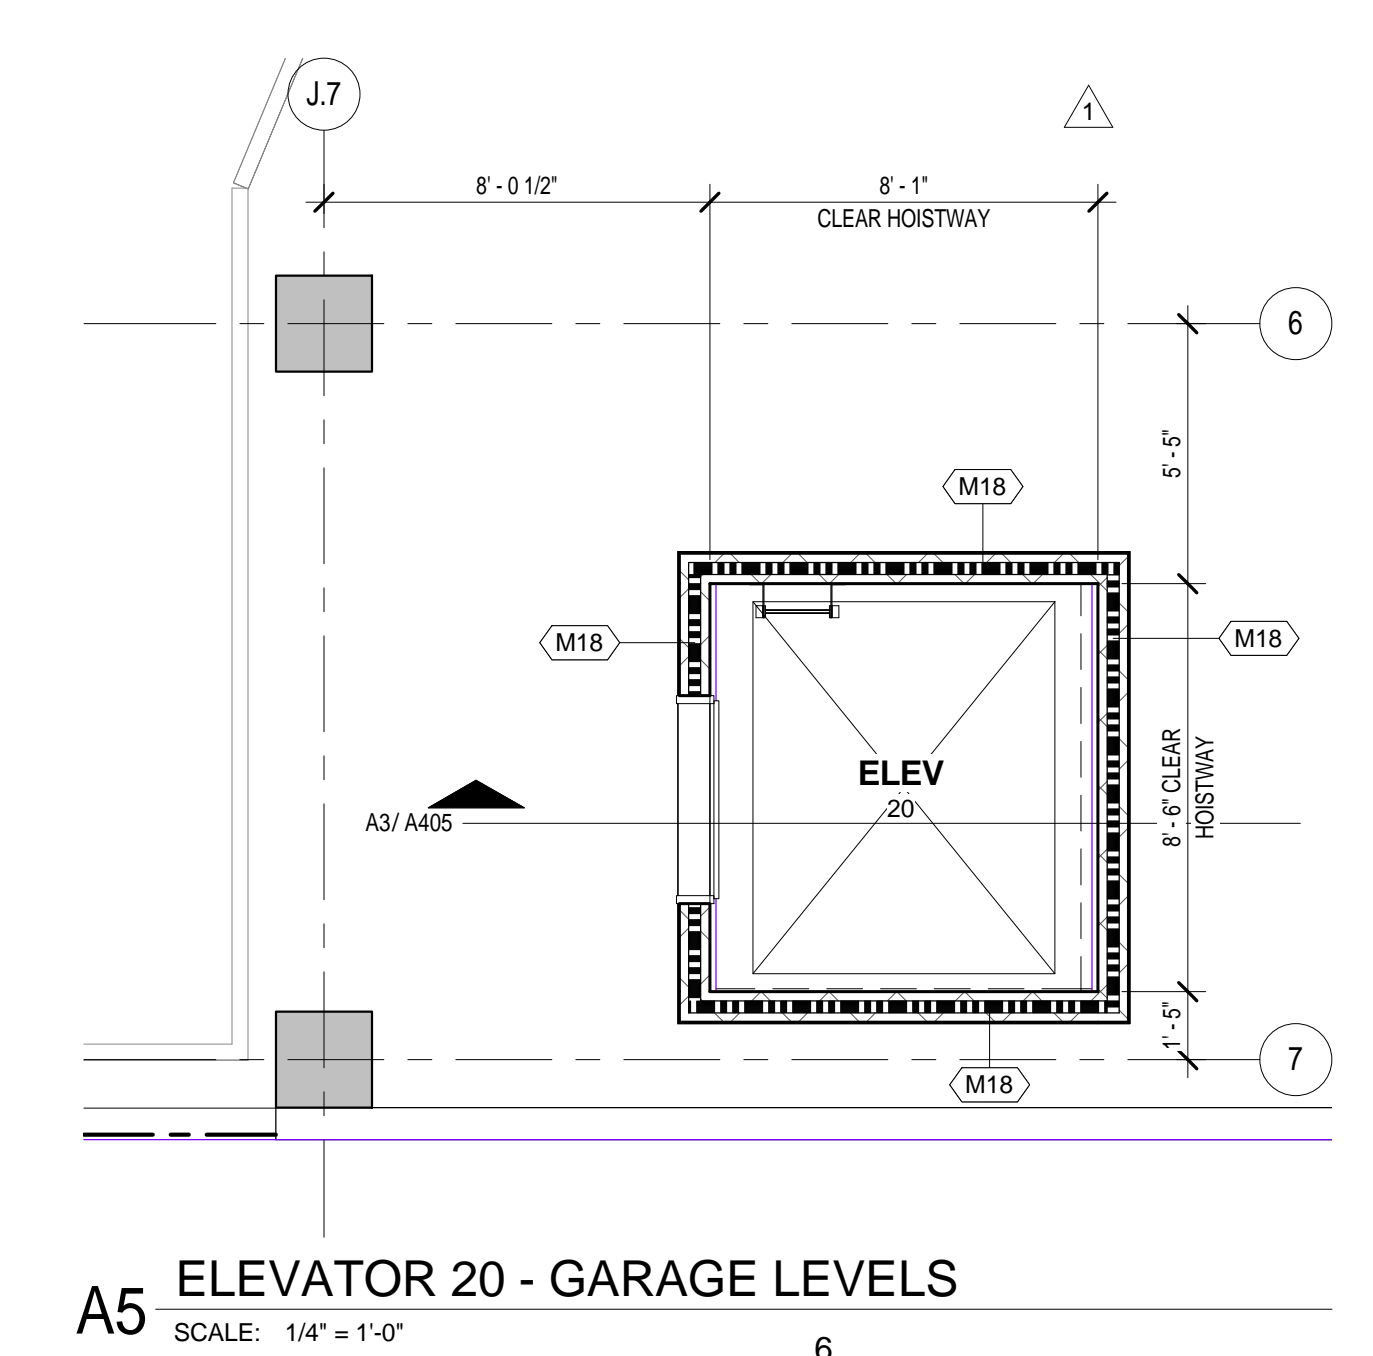 J.7
1
8' - 0 1/2"
8' - 1"
CLEAR HOISTWAY
6
5' - 5"
M18
M18
M18
ELEV
20
8' - 6" CLEAR
HOISTWAY
A3/ A405
1' - 5"
7
M18
A5
ELEVATOR 20 - GARAGE LEVELS
SCALE: 1/4" = 1'-0"
6